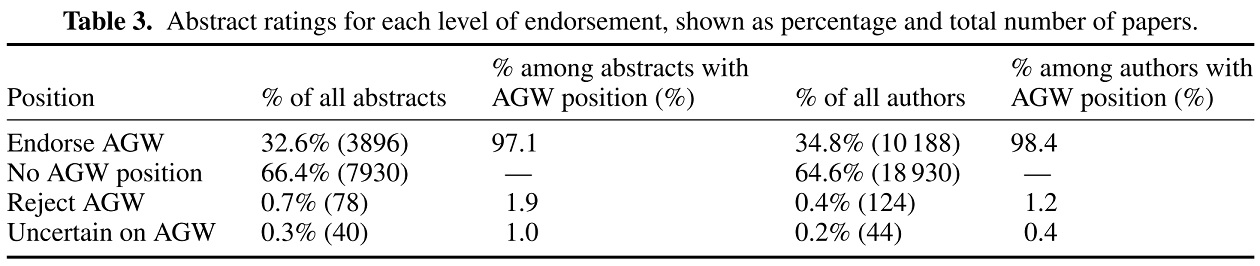 Table 3. Abstract ratings for each level of endorsement, shown as percentage and total number of papers.
% among abstracts with % among authors with
Position % of all abstracts AGW position (%) % of all authors AGW position (%)
Endorse AGW 32.6% (3896) 97.1 34.8% (10 188) 98.4
No AGW position 66.4% (7930) — 64.6% (18 930) —
Reject AGW 0.7% (78) 1.9 0.4% (124) 1.2
Uncertain on AGW 0.3% (40) 1.0 0.2% (44) 0.4